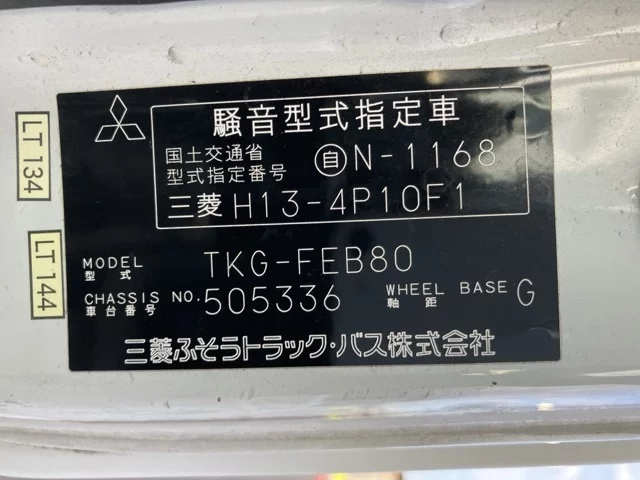 騒音型式指定車
国土交通省
型式指定番号 自N-1168
三菱 H13-4P10F1
MODEL
型式 TKG-FEB80
CHASSIS NO.
車台番号 505336
WHEEL BASE
軸距 G
三菱ふそうトラック・バス株式会社
LT 134
LT 144